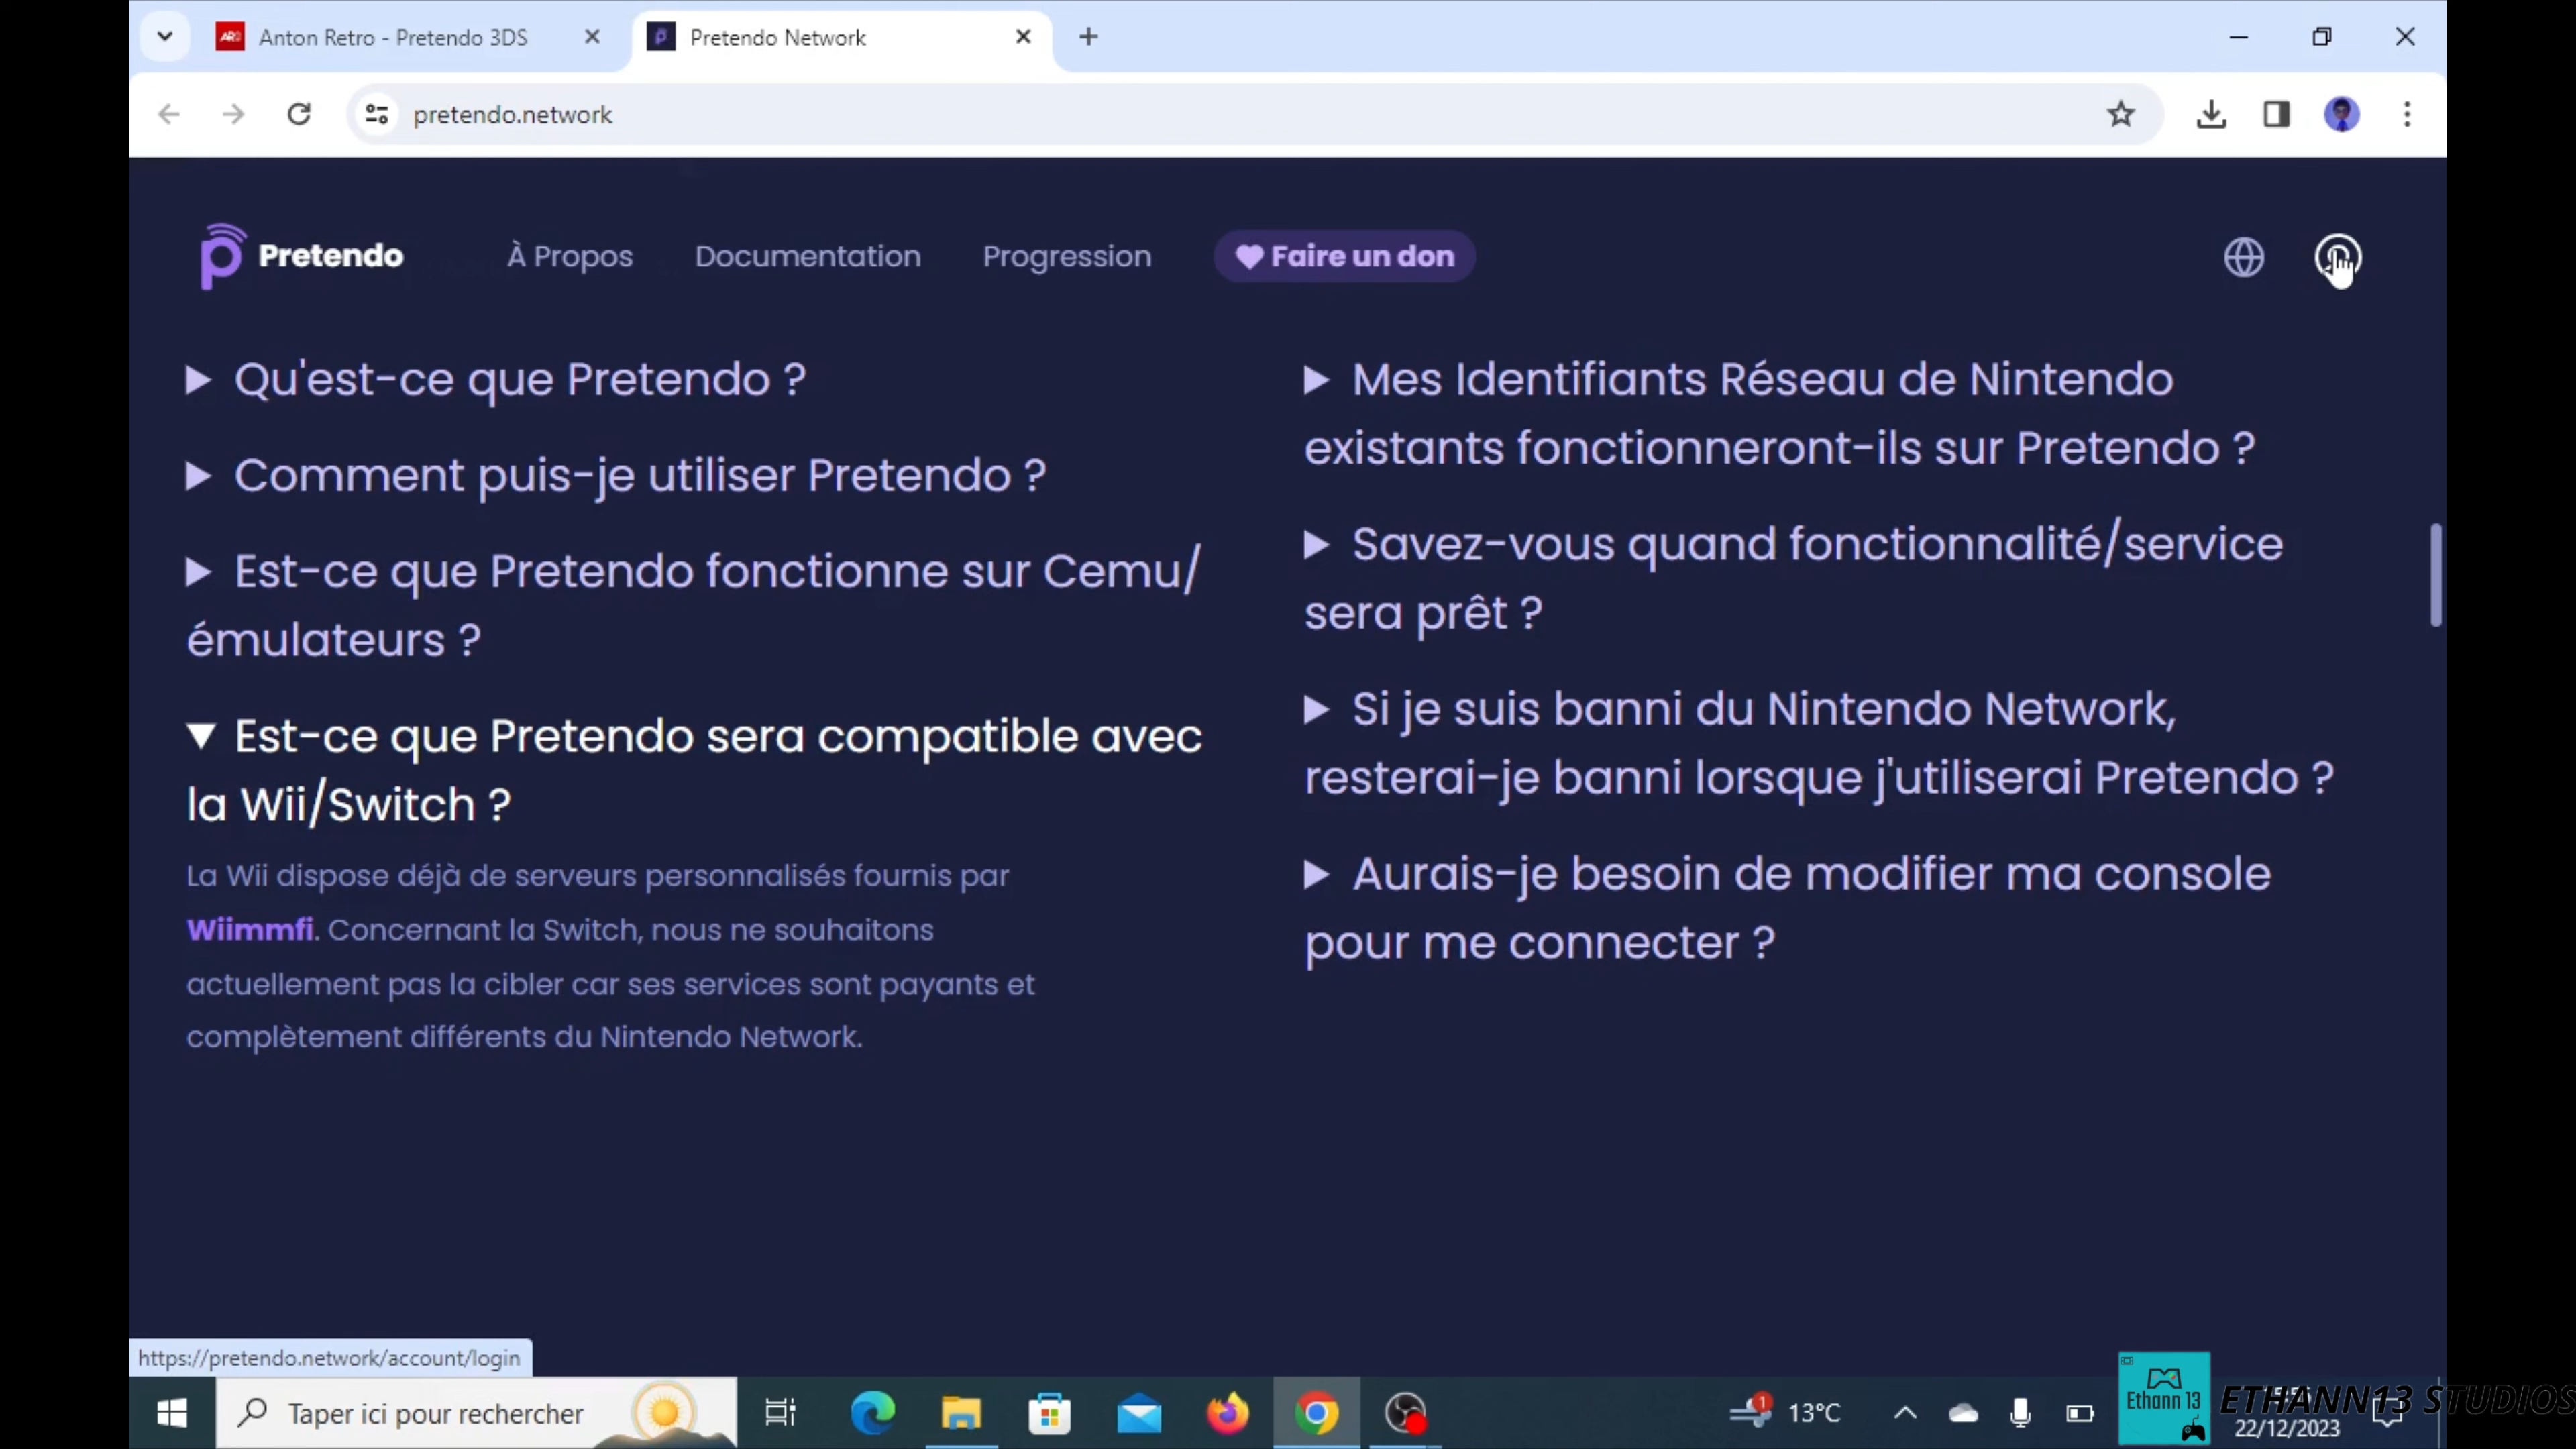 Anton Retro - Pretendo 3DS
Pretendo Network
pretendo.network
Pretendo
À Propos
Documentation
Progression
Faire un don
Qu'est-ce que Pretendo ?
Comment puis-je utiliser Pretendo ?
Est-ce que Pretendo fonctionne sur Cemu/
émulateurs ?
Est-ce que Pretendo sera compatible avec
la Wii/Switch ?
La Wii dispose déjà de serveurs personnalisés fournis par
Wiimmfi. Concernant la Switch, nous ne souhaitons
actuellement pas la cibler car ses services sont payants et
complètement différents du Nintendo Network.
Mes Identifiants Réseau de Nintendo
existants fonctionneront-ils sur Pretendo ?
Savez-vous quand fonctionnalité/service
sera prêt ?
Si je suis banni du Nintendo Network,
resterai-je banni lorsque j'utiliserai Pretendo ?
Aurais-je besoin de modifier ma console
pour me connecter ?
https://pretendo.network/account/login
Taper ici pour rechercher
1
13°C
Ethann 13
ETHANN13 STUDIOS
22/12/2023